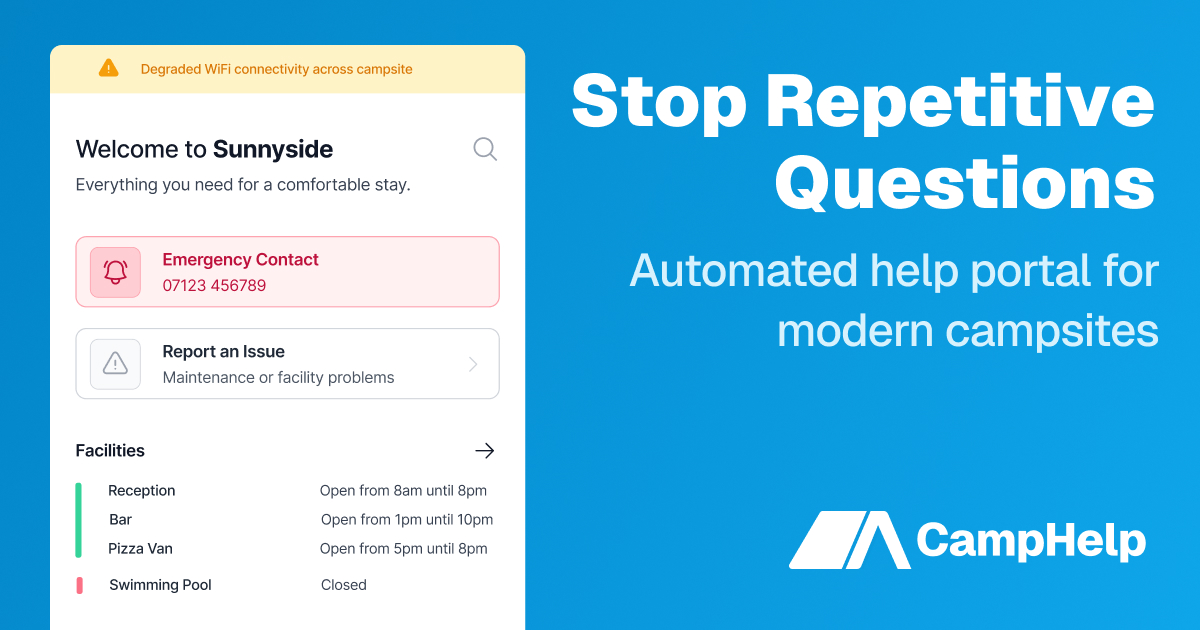 Degraded WiFi connectivity across campsite
Welcome to Sunnyside
Everything you need for a comfortable stay.
Emergency Contact
07123 456789
Report an Issue
Maintenance or facility problems
Facilities
Reception Open from 8am until 8pm
Bar Open from 1pm until 10pm
Pizza Van Open from 5pm until 8pm
Swimming Pool Closed
Stop Repetitive
Questions
Automated help portal for
modern campsites
CampHelp